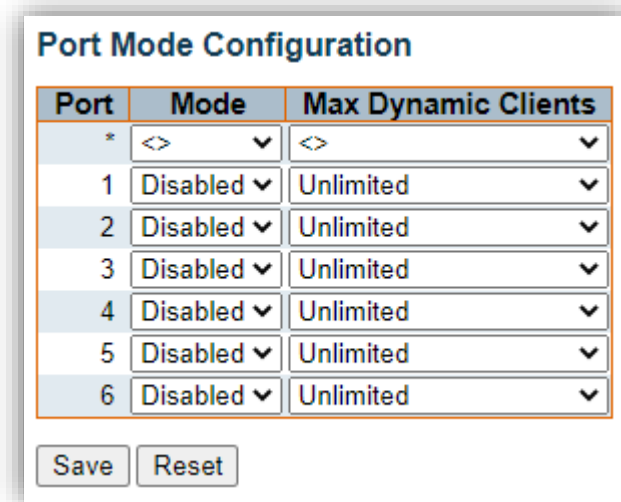 Port Mode Configuration
Port Mode Max Dynamic Clients
* <> <>
1 Disabled Unlimited
2 Disabled Unlimited
3 Disabled Unlimited
4 Disabled Unlimited
5 Disabled Unlimited
6 Disabled Unlimited
Save Reset